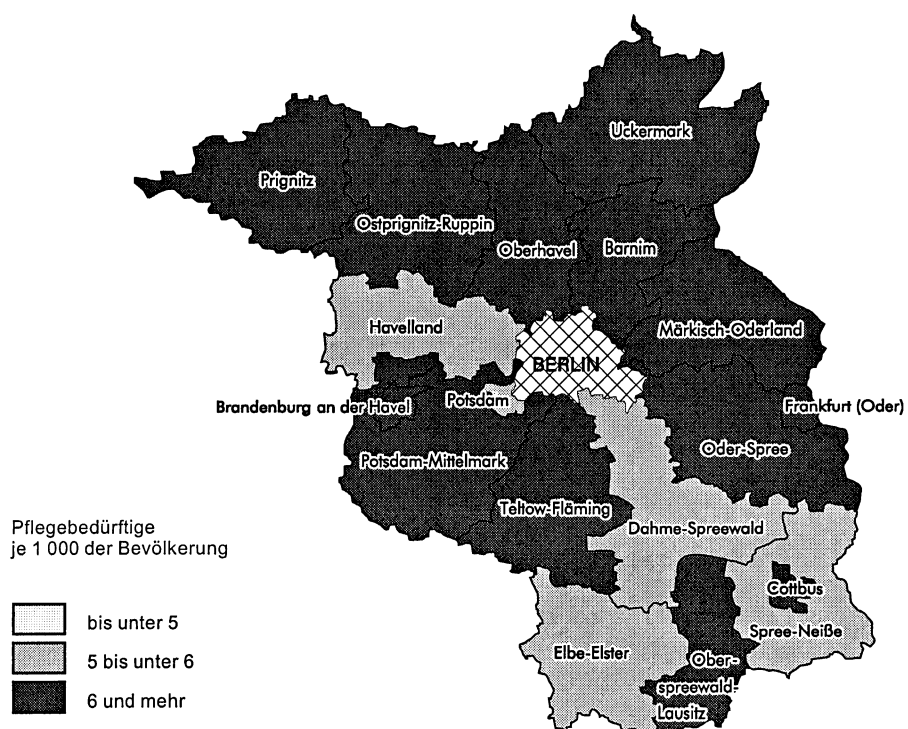 Uckermark
Prignitz
Ostprignitz-Ruppin
Oberhavel
Barnim
Havelland
Märkisch-Oderland
BERLIN
Potsdam
Brandenburg an der Havel
Frankfurt (Oder)
Oder-Spree
Potsdam-Mittelmark
Teltow-Fläming
Dahme-Spreewald
Pflegebedürftige
je 1 000 der Bevölkerung
Cottbus
bis unter 5
Spree-Neiße
Elbe-Elster
5 bis unter 6
Ober-
spreewald-
Lausitz
6 und mehr